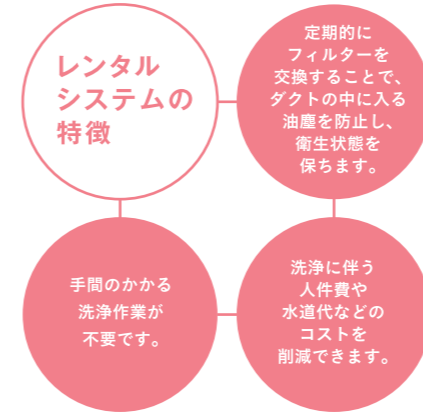 レンタル
システムの
特徴
定期的に
フィルターを
交換することで、
ダクトの中に入る
油塵を防止し、
衛生状態を
保ちます。
手間のかかる
洗浄作業が
不要です。
洗浄に伴う
人件費や
水道代などの
コストを
削減できます。